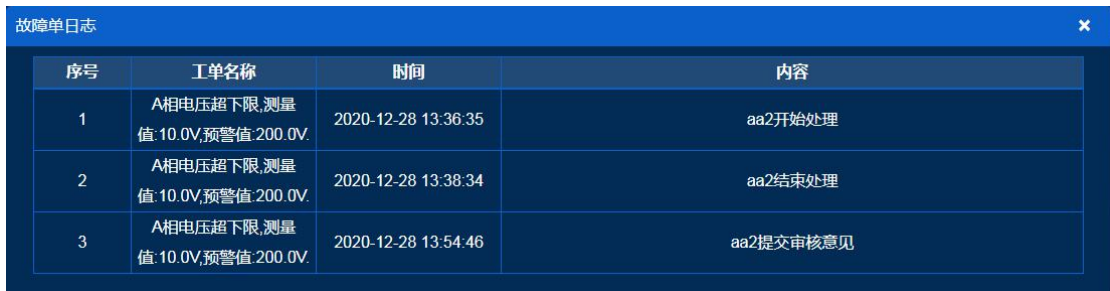 故障单日志
序号 工单名称 时间 内容
1 A相电压超下限,测量值:10.0V,预警值:200.0V. 2020-12-28 13:36:35 aa2开始处理
2 A相电压超下限,测量值:10.0V,预警值:200.0V. 2020-12-28 13:38:34 aa2结束处理
3 A相电压超下限,测量值:10.0V,预警值:200.0V. 2020-12-28 13:54:46 aa2提交审核意见